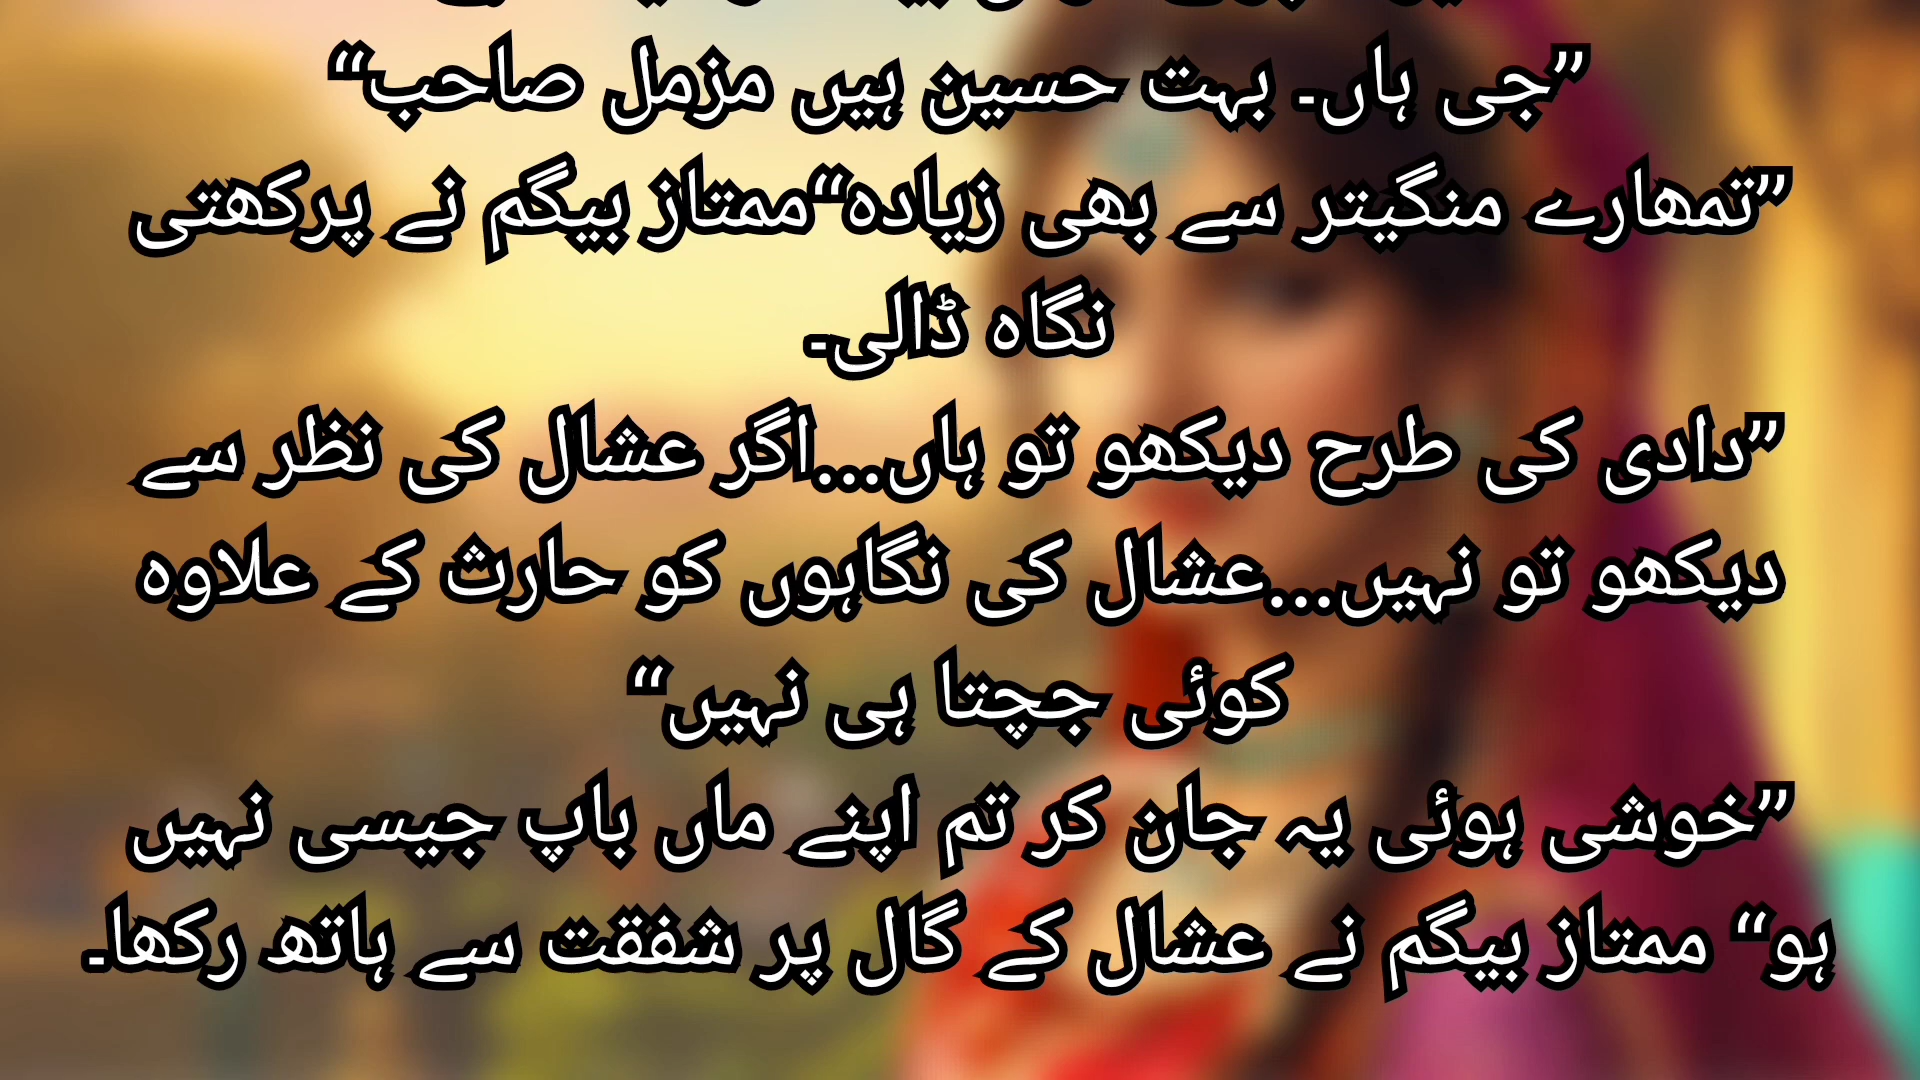 ”جی ہاں۔ بہت حسین ہیں مزمل صاحب“
”تمھارے منگیتر سے بھی زیادہ“ممتاز بیگم نے پرکھتی
نگاہ ڈالی۔
”دادی کی طرح دیکھو تو ہاں...اگر عشال کی نظر سے
دیکھو تو نہیں...عشال کی نگاہوں کو حارث کے علاوہ
کوئی جچتا ہی نہیں“
”خوشی ہوئی یہ جان کر تم اپنے ماں باپ جیسی نہیں
ہو“ ممتاز بیگم نے عشال کے گال پر شفقت سے ہاتھ رکھا۔